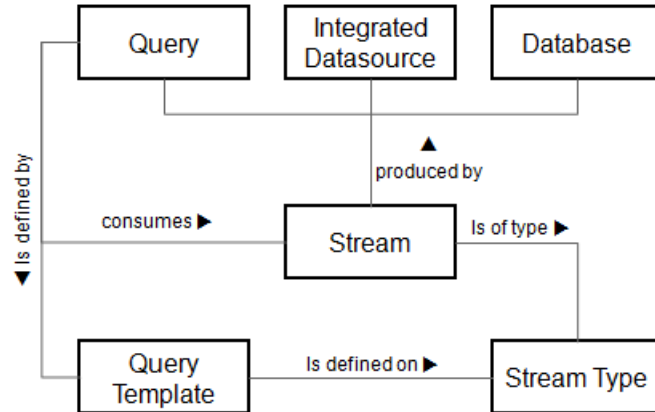 Query
Integrated
Datasource
Database
▲
produced by
◀ Is defined by
consumes ▶
Stream
Is of type ▶
Query
Template
Is defined on ▶
Stream Type